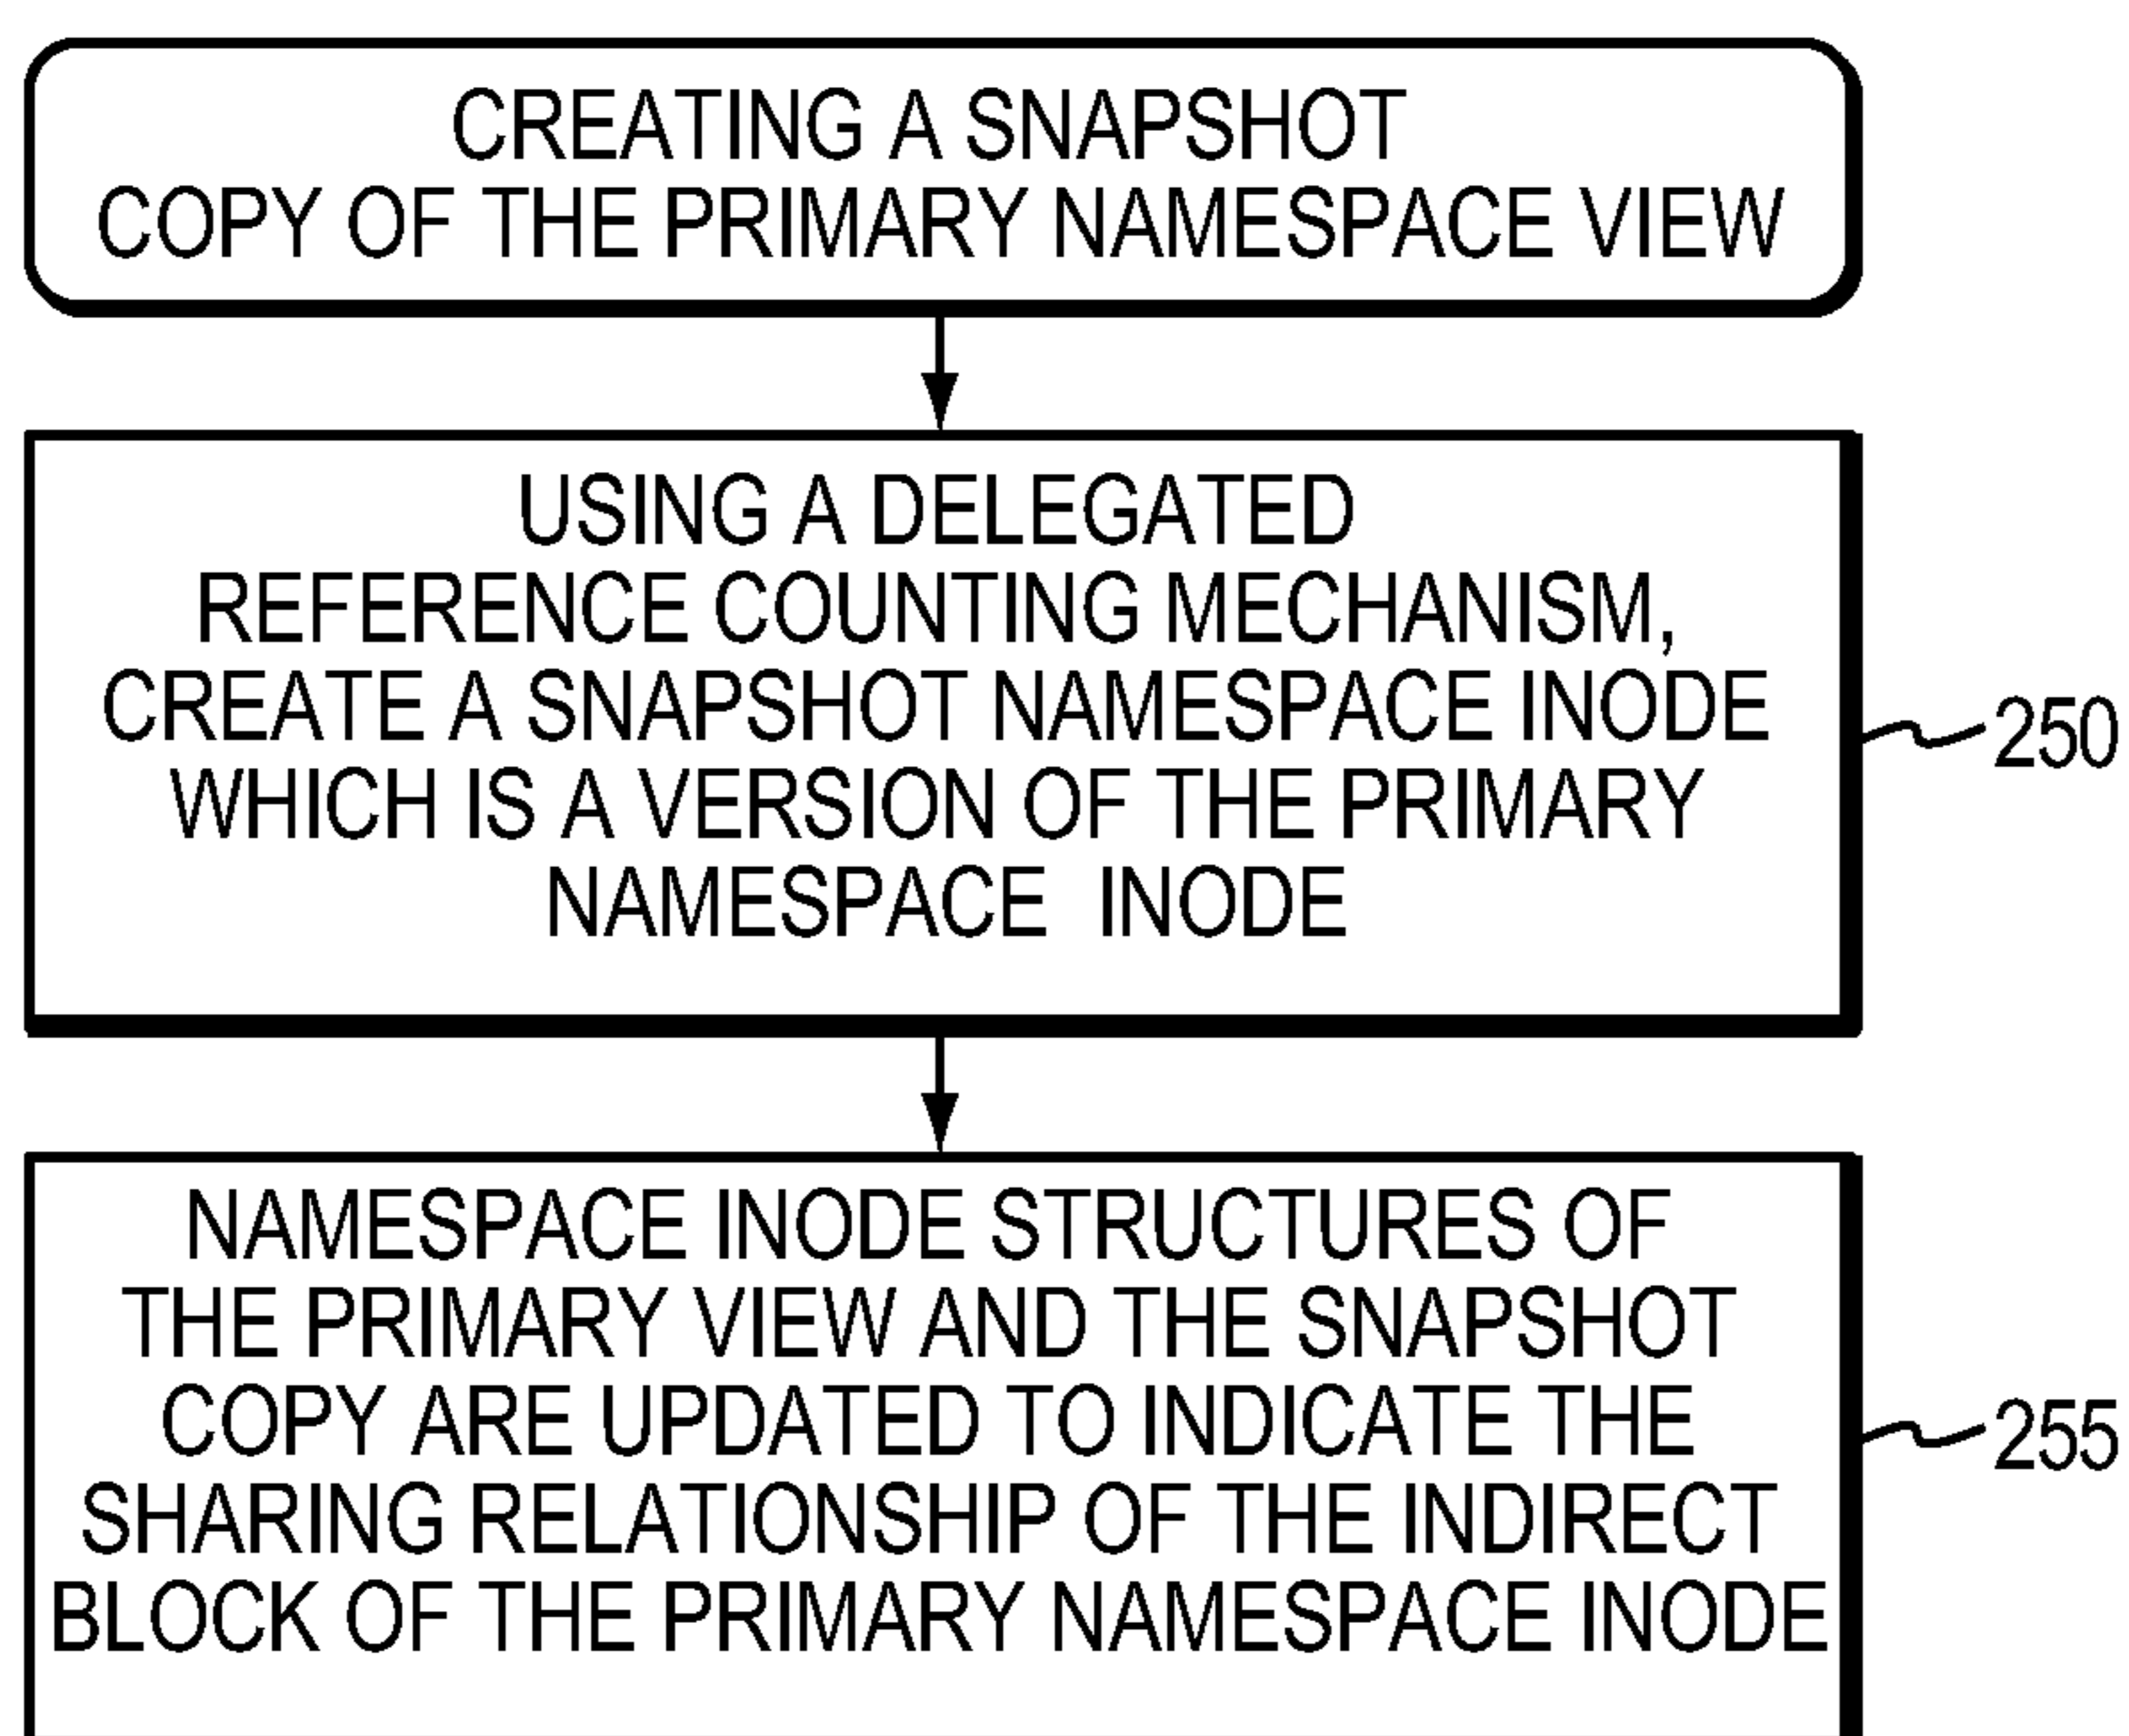 CREATING A SNAPSHOT
COPY OF THE PRIMARY NAMESPACE VIEW
USING A DELEGATED
REFERENCE COUNTING MECHANISM,
CREATE A SNAPSHOT NAMESPACE INODE
WHICH IS A VERSION OF THE PRIMARY
NAMESPACE INODE
250
NAMESPACE INODE STRUCTURES OF
THE PRIMARY VIEW AND THE SNAPSHOT
COPY ARE UPDATED TO INDICATE THE
SHARING RELATIONSHIP OF THE INDIRECT
BLOCK OF THE PRIMARY NAMESPACE INODE
255